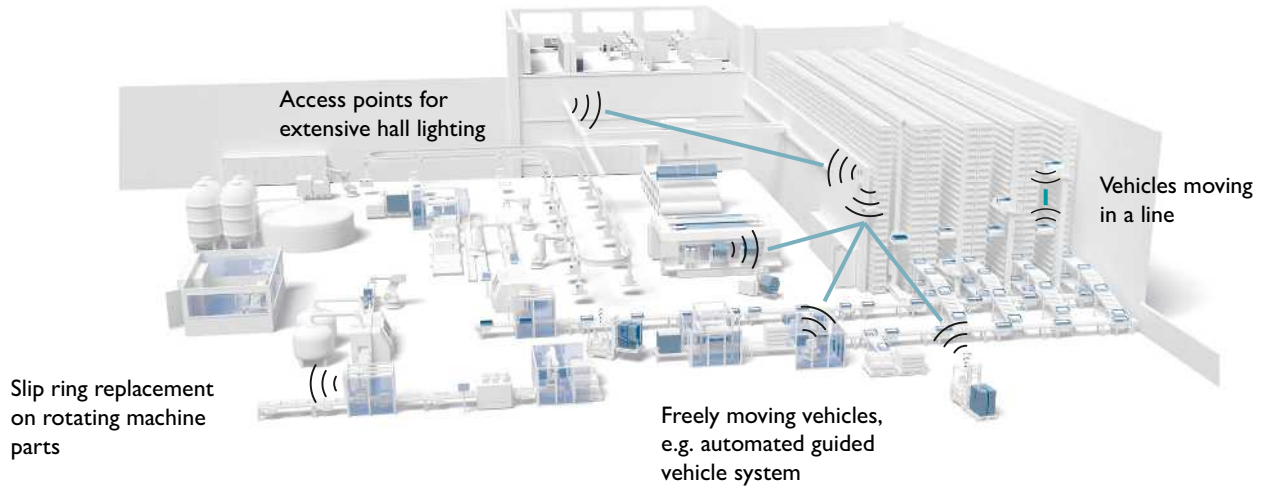 Access points for
extensive hall lighting
Vehicles moving
in a line
Slip ring replacement
on rotating machine
parts
Freely moving vehicles,
e.g. automated guided
vehicle system